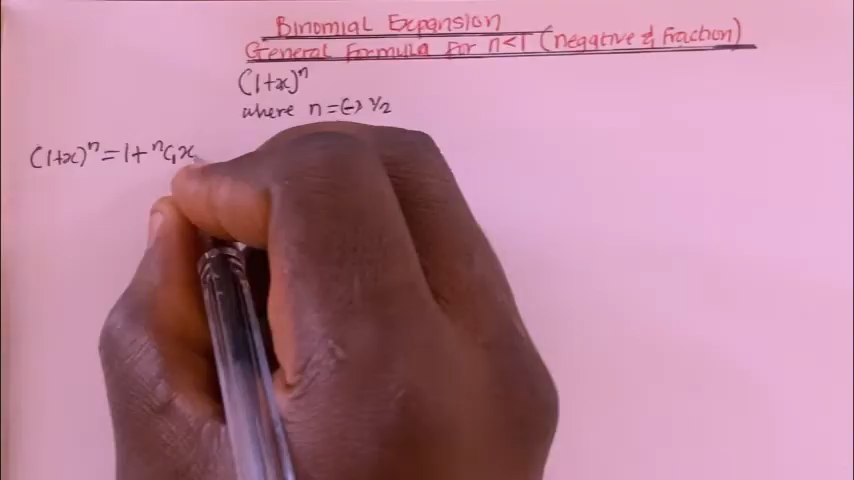 Binomial Expansion
General Formula For n<1 (negative & Fraction)
(1+x)ⁿ
where n = (-) ½
(1+x)ⁿ = 1 + ⁿC₁x